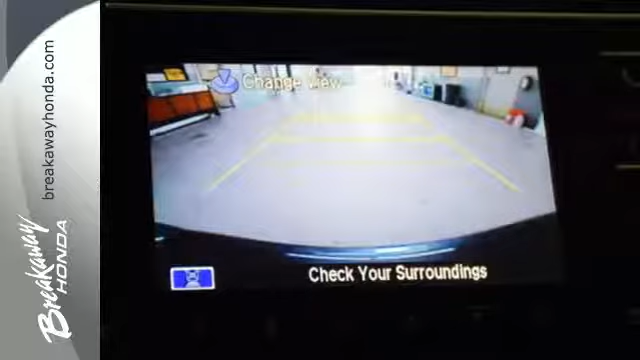 breakawayhonda.com
Breakaway
HONDA
Change View
Check Your Surroundings